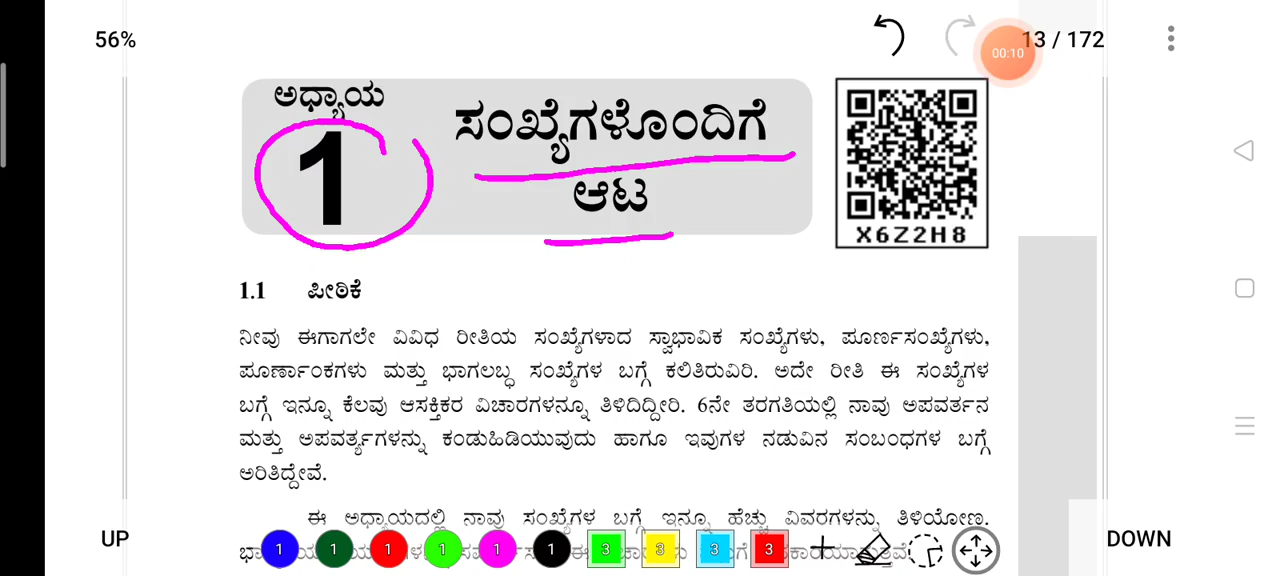 56%
00:10
13 / 172
ಅಧ್ಯಾಯ
1
ಸಂಖ್ಯೆಗಳೊಂದಿಗೆ
ಆಟ
X6Z2H8
1.1 ಪೀಠಿಕೆ
ನೀವು ಈಗಾಗಲೇ ವಿವಿಧ ರೀತಿಯ ಸಂಖ್ಯೆಗಳಾದ ಸ್ವಾಭಾವಿಕ ಸಂಖ್ಯೆಗಳು, ಪೂರ್ಣಸಂಖ್ಯೆಗಳು,
ಪೂರ್ಣಾಂಕಗಳು ಮತ್ತು ಭಾಗಲಬ್ಧ ಸಂಖ್ಯೆಗಳ ಬಗ್ಗೆ ಕಲಿತಿರುವಿರಿ. ಅದೇ ರೀತಿ ಈ ಸಂಖ್ಯೆಗಳ
ಬಗ್ಗೆ ಇನ್ನೂ ಕೆಲವು ಆಸಕ್ತಿಕರ ವಿಚಾರಗಳನ್ನೂ ತಿಳಿದಿದ್ದೀರಿ. 6ನೇ ತರಗತಿಯಲ್ಲಿ ನಾವು ಅಪವರ್ತನ
ಮತ್ತು ಅಪವರ್ತ್ಯಗಳನ್ನು ಕಂಡುಹಿಡಿಯುವುದು ಹಾಗೂ ಇವುಗಳ ನಡುವಿನ ಸಂಬಂಧಗಳ ಬಗ್ಗೆ
ಅರಿತಿದ್ದೇವೆ.
ಈ ಅಧ್ಯಾಯದಲ್ಲಿ ನಾವು ಸಂಖ್ಯೆಗಳ ಬಗ್ಗೆ ಇನ್ನೂ ಹೆಚ್ಚು ವಿವರಗಳನ್ನು ತಿಳಿಯೋಣ.
UP
1 1 1 1 1 1 3 3 3 3
DOWN